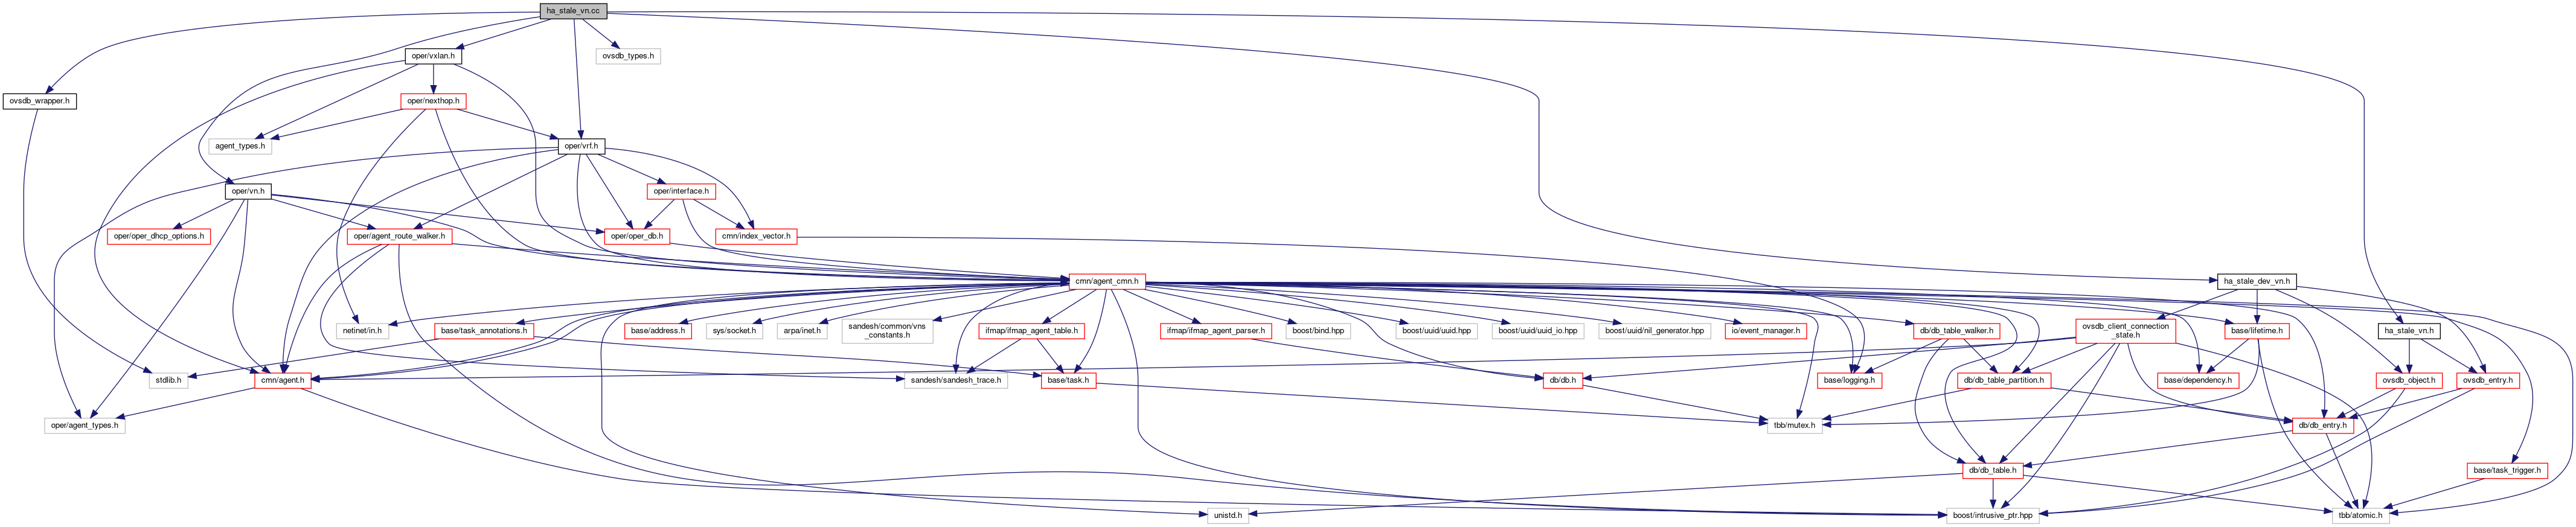 ha_stale_vn.cc
oper/vxlan.h
ovsdb_types.h
ovsdb_wrapper.h
oper/nexthop.h
agent_types.h
oper/vrf.h
oper/vn.h
oper/interface.h
oper/oper_dhcp_options.h
oper/agent_route_walker.h
oper/oper_db.h
cmn/index_vector.h
cmn/agent_cmn.h
ha_stale_dev_vn.h
netinet/in.h
base/task_annotations.h
base/address.h
sys/socket.h
arpa/inet.h
sandesh/common/vns
_constants.h
ifmap/ifmap_agent_table.h
ifmap/ifmap_agent_parser.h
boost/bind.hpp
boost/uuid/uuid.hpp
boost/uuid/uuid_io.hpp
boost/uuid/nil_generator.hpp
io/event_manager.h
db/db_table_walker.h
ovsdb_client_connection
_state.h
base/lifetime.h
ha_stale_vn.h
stdlib.h
cmn/agent.h
sandesh/sandesh_trace.h
base/task.h
db/db.h
base/logging.h
db/db_table_partition.h
base/dependency.h
ovsdb_object.h
ovsdb_entry.h
oper/agent_types.h
tbb/mutex.h
db/db_entry.h
db/db_table.h
base/task_trigger.h
unistd.h
boost/intrusive_ptr.hpp
tbb/atomic.h